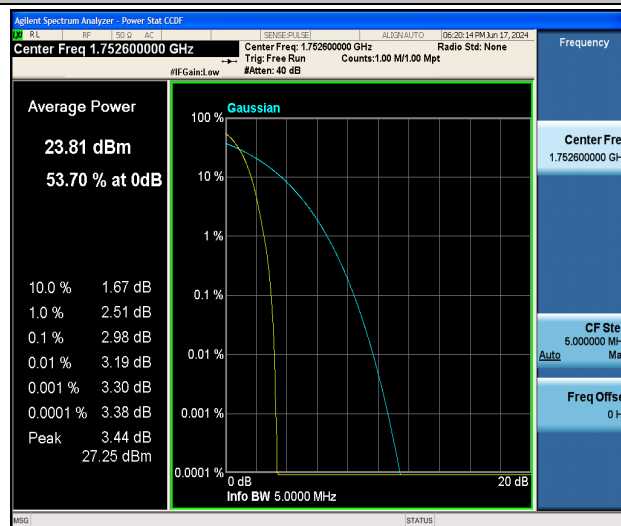 Agilent Spectrum Analyzer - Power Stat CCDF
RL RF 50 Ω AC SENSE:PULSE ALIGN AUTO 06:20:14 PM Jun 17, 2024
Center Freq 1.752600000 GHz
Center Freq: 1.752600000 GHz Radio Std: None
Trig: Free Run Counts:1.00 M/1.00 Mpt
#IFGain:Low #Atten: 40 dB
Frequency
Average Power
23.81 dBm
53.70 % at 0dB
10.0 % 1.67 dB
1.0 % 2.51 dB
0.1 % 2.98 dB
0.01 % 3.19 dB
0.001 % 3.30 dB
0.0001 % 3.38 dB
Peak 3.44 dB
27.25 dBm
Gaussian
100 %
10 %
1 %
0.1 %
0.01 %
0.001 %
0.0001 %
0 dB 20 dB
Info BW 5.0000 MHz
Center Fre
1.752600000 GH
CF Ste
5.000000 MH
Auto Ma
Freq Offse
0 H
MSG STATUS